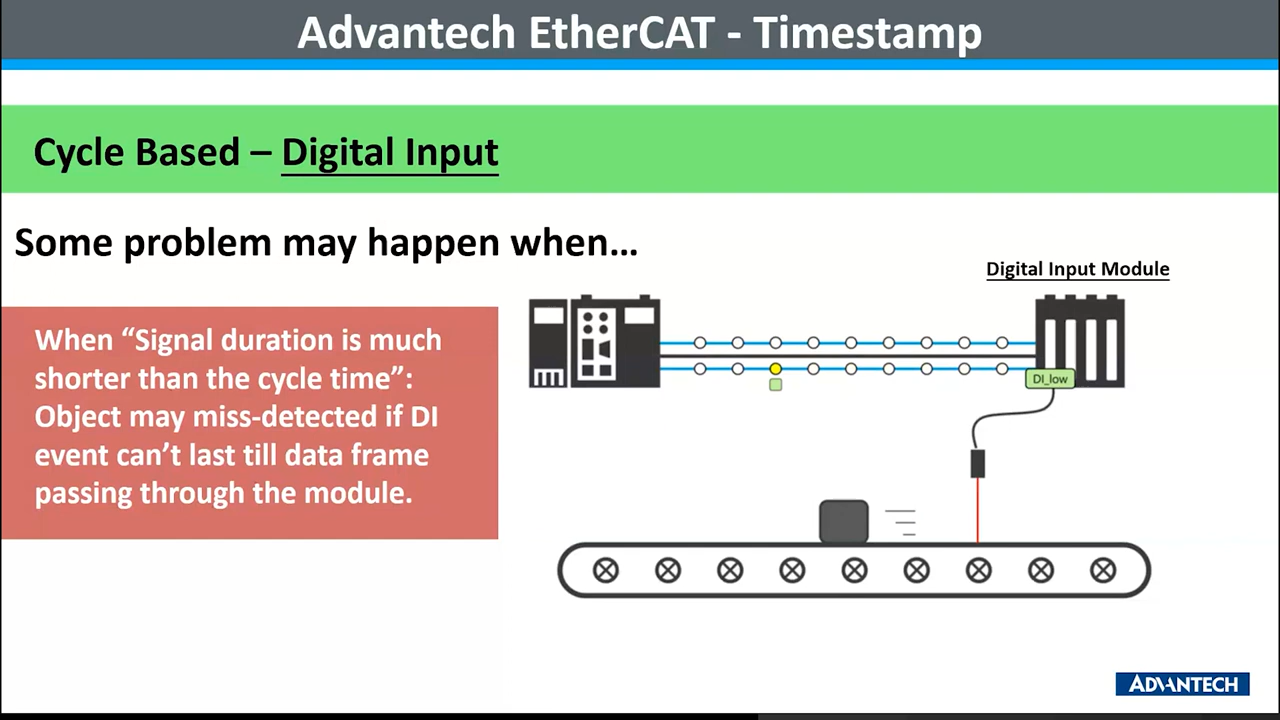 Advantech EtherCAT - Timestamp
Cycle Based – Digital Input
Some problem may happen when...
Digital Input Module
When “Signal duration is much
shorter than the cycle time”:
Object may miss-detected if DI
event can’t last till data frame
passing through the module.
DI_low
ADVANTECH